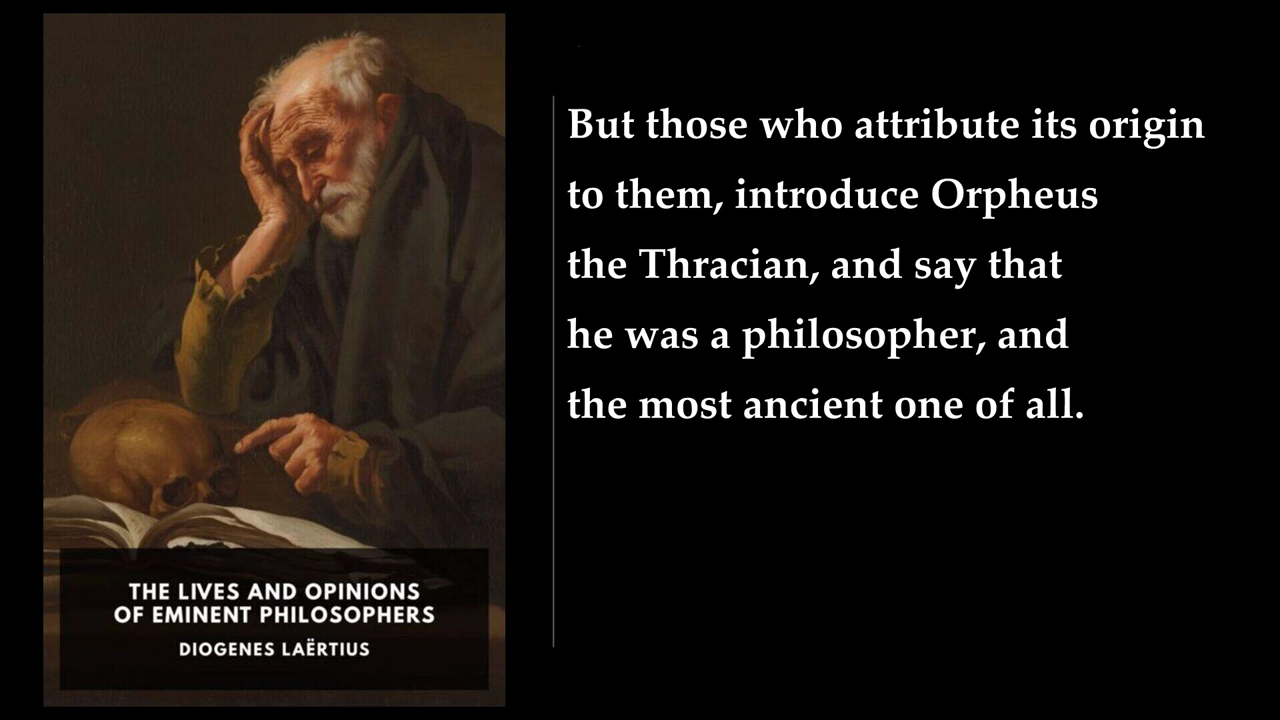 But those who attribute its origin
to them, introduce Orpheus
the Thracian, and say that
he was a philosopher, and
the most ancient one of all.
THE LIVES AND OPINIONS
OF EMINENT PHILOSOPHERS
DIOGENES LAËRTIUS